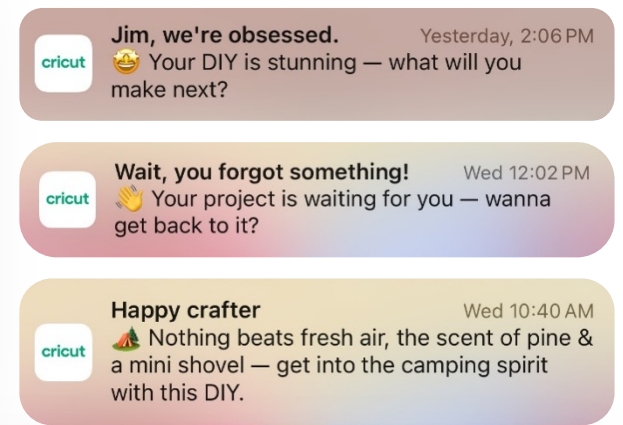 Jim, we're obsessed. Yesterday, 2:06 PM
cricut
🤩 Your DIY is stunning — what will you
make next?
Wait, you forgot something! Wed 12:02 PM
cricut
👋 Your project is waiting for you — wanna
get back to it?
Happy crafter Wed 10:40 AM
🏕️ Nothing beats fresh air, the scent of pine &
cricut
a mini shovel — get into the camping spirit
with this DIY.